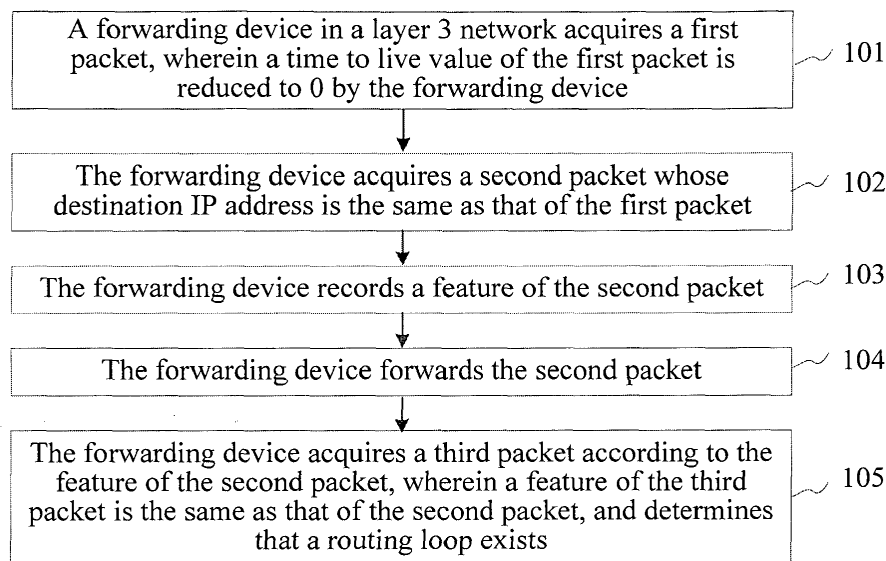 A forwarding device in a layer 3 network acquires a first
packet, wherein a time to live value of the first packet is
reduced to 0 by the forwarding device
101
The forwarding device acquires a second packet whose
destination IP address is the same as that of the first packet
102
The forwarding device records a feature of the second packet
103
The forwarding device forwards the second packet
104
The forwarding device acquires a third packet according to the
feature of the second packet, wherein a feature of the third
packet is the same as that of the second packet, and determines
that a routing loop exists
105